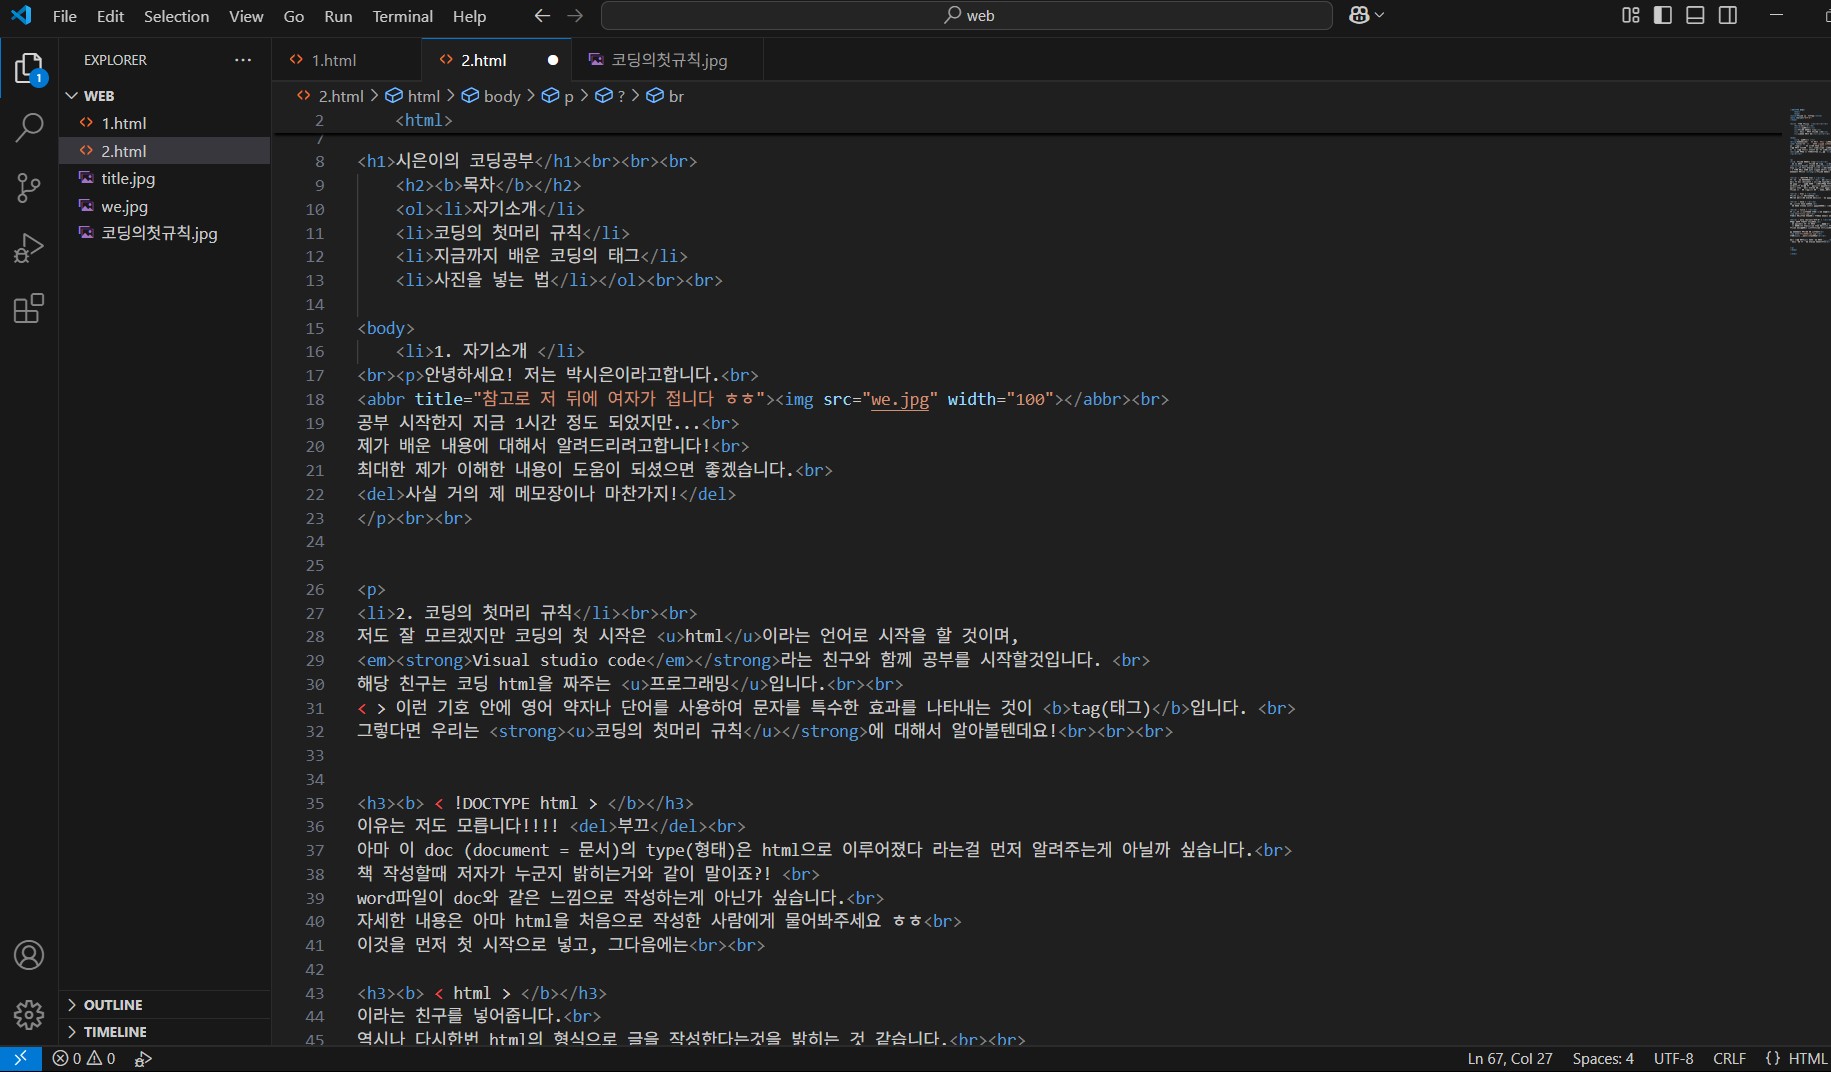 File Edit Selection View Go Run Terminal Help
web
EXPLORER ···
1
WEB
1.html
2.html
title.jpg
we.jpg
코딩의첫규칙.jpg
OUTLINE
TIMELINE
1.html 2.html 코딩의첫규칙.jpg
2.html > html > body > p > ? > br
2 <html>
7
8 <h1>시은이의 코딩공부</h1><br><br><br>
9 <h2><b>목차</b></h2>
10 <ol><li>자기소개</li>
11 <li>코딩의 첫머리 규칙</li>
12 <li>지금까지 배운 코딩의 태그</li>
13 <li>사진을 넣는 법</li></ol><br><br>
14
15 <body>
16 <li>1. 자기소개 </li>
17 <br><p>안녕하세요! 저는 박시은이라고합니다.<br>
18 <abbr title="참고로 저 뒤에 여자가 접니다 ㅎㅎ"><img src="we.jpg" width="100"></abbr><br>
19 공부 시작한지 지금 1시간 정도 되었지만...<br>
20 제가 배운 내용에 대해서 알려드리려고합니다!<br>
21 최대한 제가 이해한 내용이 도움이 되셨으면 좋겠습니다.<br>
22 <del>사실 거의 제 메모장이나 마찬가지!</del>
23 </p><br><br>
24
25
26 <p>
27 <li>2. 코딩의 첫머리 규칙</li><br><br>
28 저도 잘 모르겠지만 코딩의 첫 시작은 <u>html</u>이라는 언어로 시작을 할 것이며,
29 <em><strong>Visual studio code</em></strong>라는 친구와 함께 공부를 시작할것입니다. <br>
30 해당 친구는 코딩 html을 짜주는 <u>프로그래밍</u>입니다.<br><br>
31 < > 이런 기호 안에 영어 약자나 단어를 사용하여 문자를 특수한 효과를 나타내는 것이 <b>tag(태그)</b>입니다. <br>
32 그렇다면 우리는 <strong><u>코딩의 첫머리 규칙</u></strong>에 대해서 알아볼텐데요!<br><br><br>
33
34
35 <h3><b> < !DOCTYPE html > </b></h3>
36 이유는 저도 모릅니다!!!! <del>부끄</del><br>
37 아마 이 doc (document = 문서)의 type(형태)은 html으로 이루어졌다 라는걸 먼저 알려주는게 아닐까 싶습니다.<br>
38 책 작성할때 저자가 누군지 밝히는거와 같이 말이죠?! <br>
39 word파일이 doc와 같은 느낌으로 작성하는게 아닌가 싶습니다.<br>
40 자세한 내용은 아마 html을 처음으로 작성한 사람에게 물어봐주세요 ㅎㅎ<br>
41 이것을 먼저 첫 시작으로 넣고, 그다음에는<br><br>
42
43 <h3><b> < html > </b></h3>
44 이라는 친구를 넣어줍니다.<br>
45 역시나 다시한번 html의 형식으로 글을 작성한다는것을 밝히는 것 같습니다.<br><br>
0 0
Ln 67, Col 27 Spaces: 4 UTF-8 CRLF {} HTML